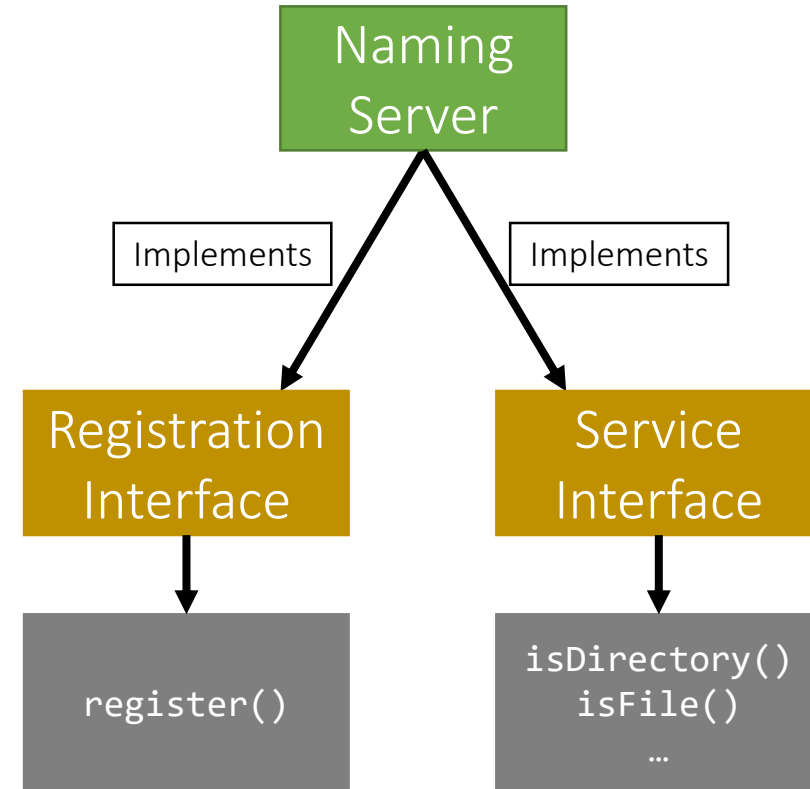 Naming
Server
Implements
Implements
Registration
Interface
Service
Interface
register()
isDirectory()
isFile()
…